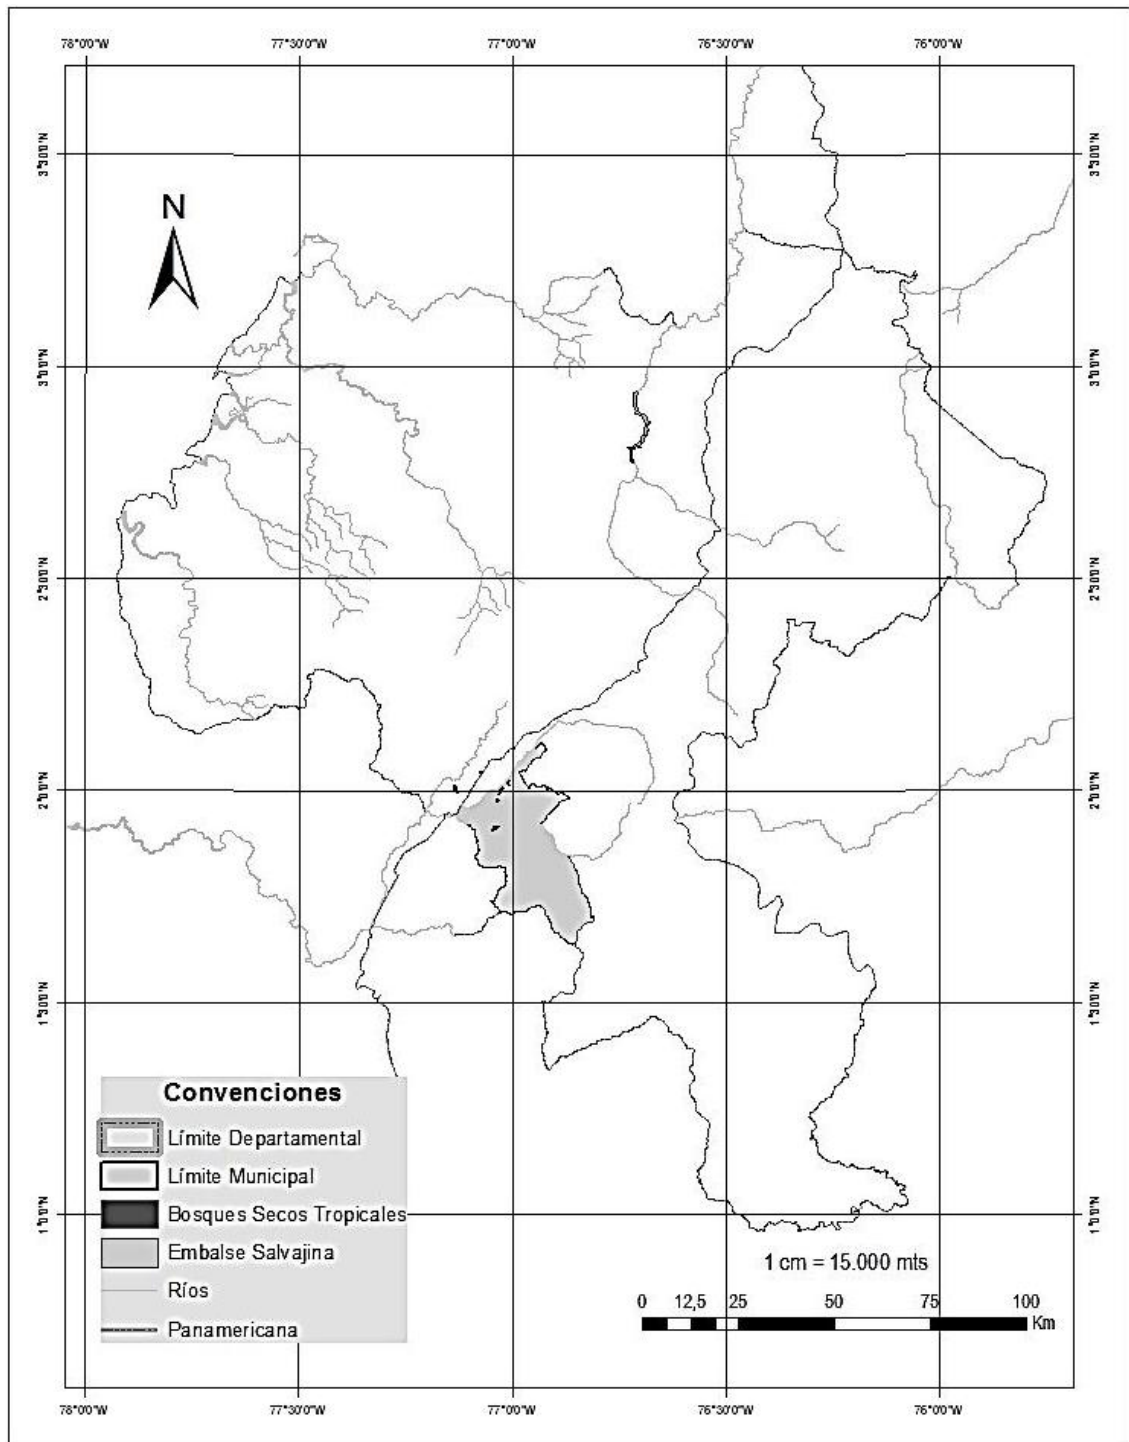 78°0'0"W 77°30'0"W 77°0'0"W 76°30'0"W 76°0'0"W
3°30'0"N 3°30'0"N
N
3°0'0"N 3°0'0"N
2°30'0"N 2°30'0"N
2°0'0"N 2°0'0"N
1°30'0"N 1°30'0"N
Convenciones
Límite Departamental
Límite Municipal
Bosques Secos Tropicales
Embalse Salvajina
Ríos
Panamericana
1°0'0"N 1°0'0"N
1 cm = 15.000 mts
0 12,5 25 50 75 100
Km
78°0'0"W 77°30'0"W 77°0'0"W 76°30'0"W 76°0'0"W